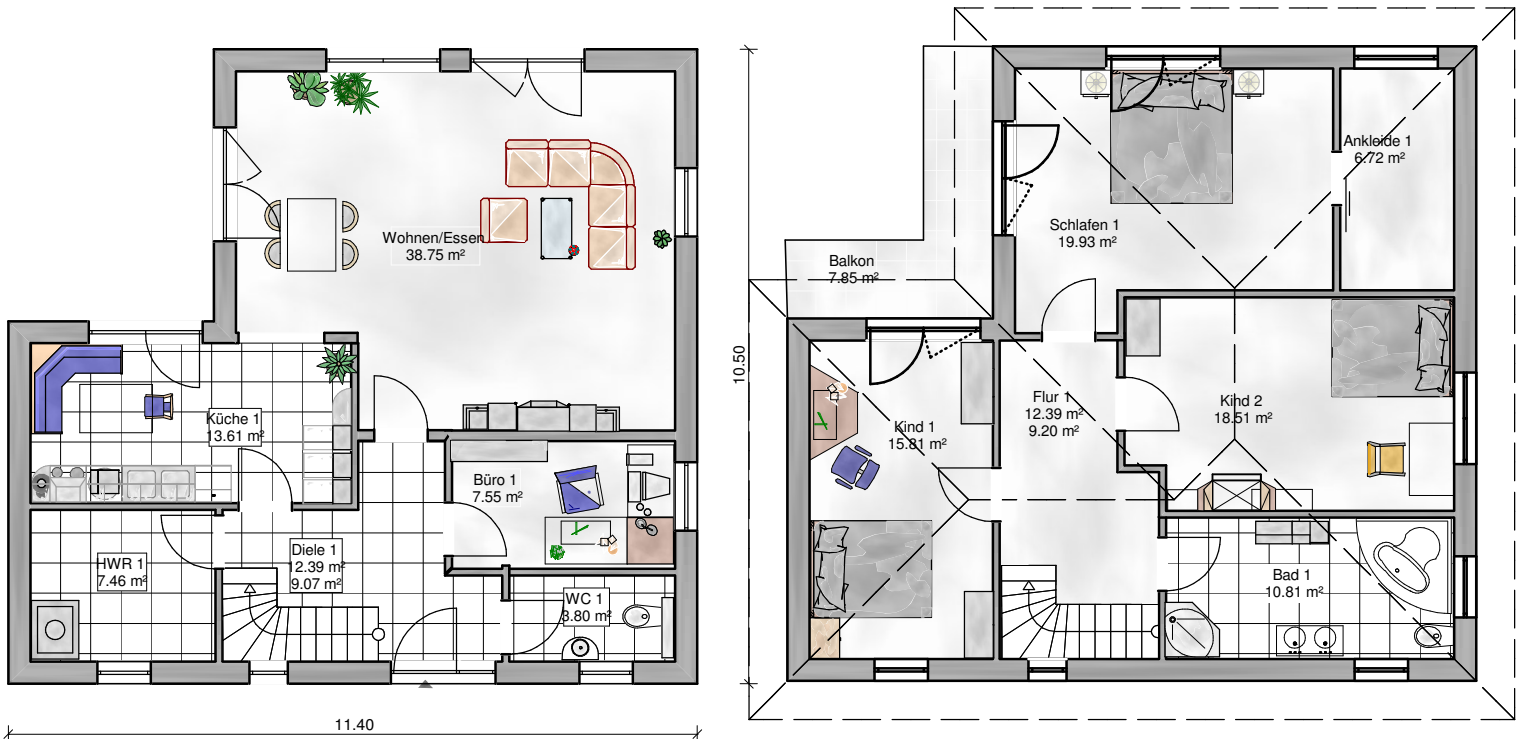 Wohnen/Essen
38.75 m²
Küche 1
13.61 m²
Büro 1
7.55 m²
HWR 1
7.46 m²
Diele 1
12.39 m²
9.07 m²
WC 1
3.80 m²
11.40
10.50
Ankleide 1
6.72 m²
Schlafen 1
19.93 m²
Balkon
7.85 m²
Kind 1
15.81 m²
Flur 1
12.39 m²
9.20 m²
Kind 2
18.51 m²
Bad 1
10.81 m²